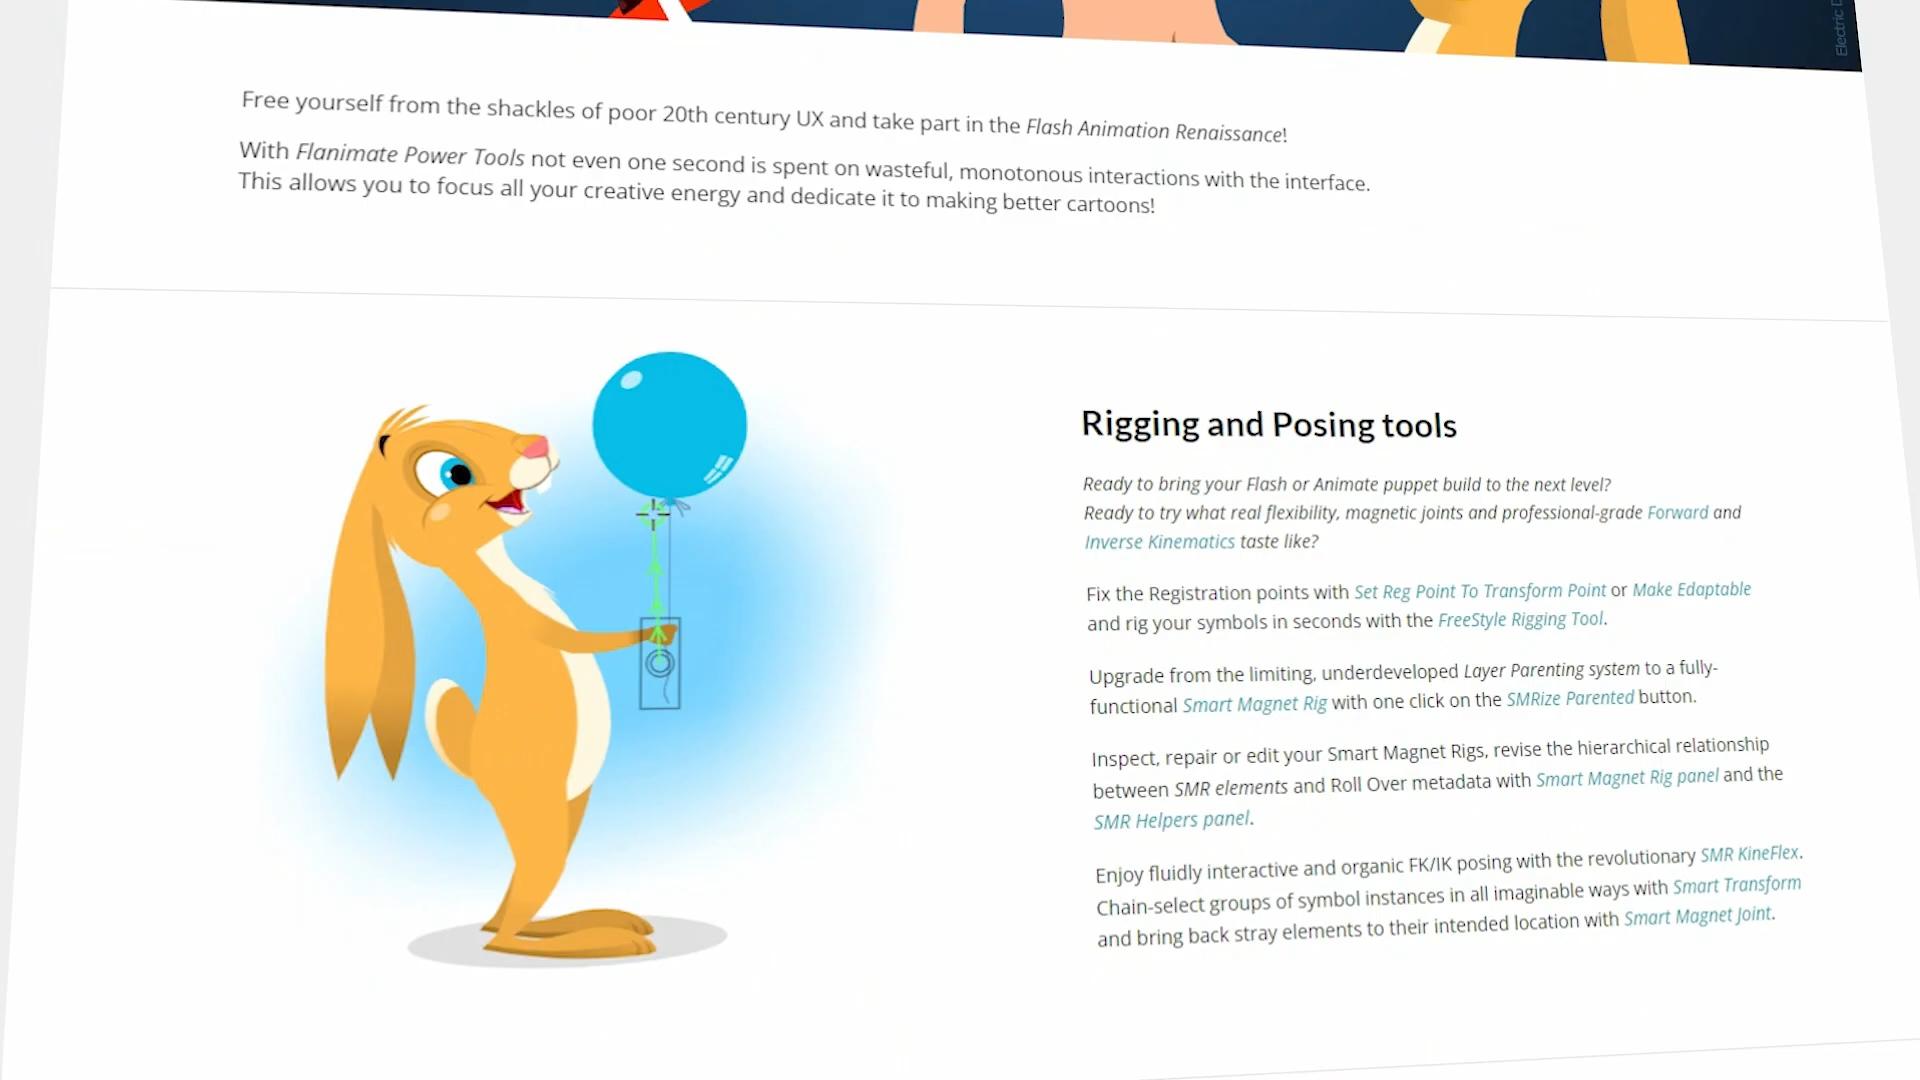 Electric
Free yourself from the shackles of poor 20th century UX and take part in the Flash Animation Renaissance!
With Flanimate Power Tools not even one second is spent on wasteful, monotonous interactions with the interface.
This allows you to focus all your creative energy and dedicate it to making better cartoons!
Rigging and Posing tools
Ready to bring your Flash or Animate puppet build to the next level?
Ready to try what real flexibility, magnetic joints and professional-grade Forward and
Inverse Kinematics taste like?
Fix the Registration points with Set Reg Point To Transform Point or Make Edaptable
and rig your symbols in seconds with the FreeStyle Rigging Tool.
Upgrade from the limiting, underdeveloped Layer Parenting system to a fully-
functional Smart Magnet Rig with one click on the SMRize Parented button.
Inspect, repair or edit your Smart Magnet Rigs, revise the hierarchical relationship
between SMR elements and Roll Over metadata with Smart Magnet Rig panel and the
SMR Helpers panel.
Enjoy fluidly interactive and organic FK/IK posing with the revolutionary SMR KineFlex.
Chain-select groups of symbol instances in all imaginable ways with Smart Transform
and bring back stray elements to their intended location with Smart Magnet Joint.